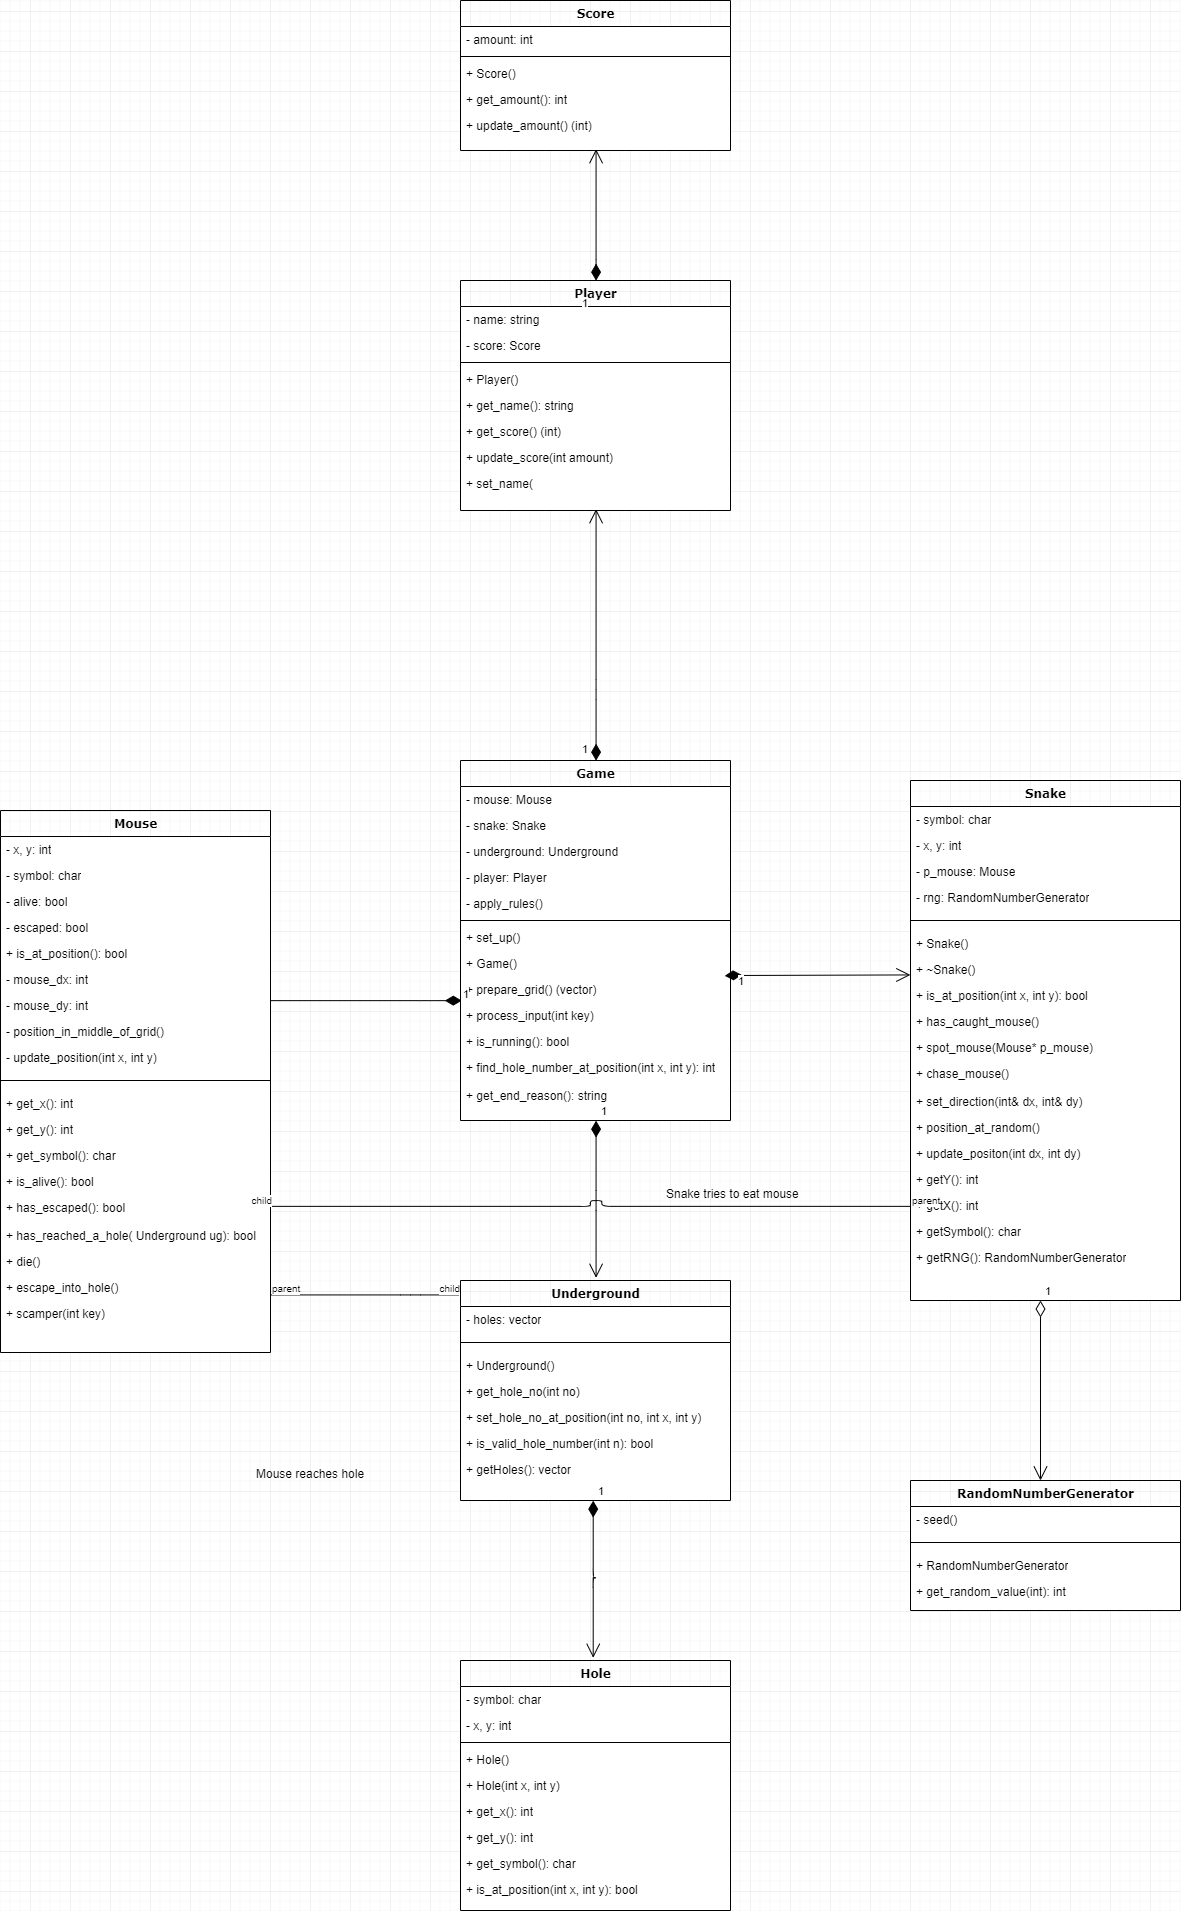 Score
- amount: int
+ Score()
+ get_amount(): int
+ update_amount() (int)
Player
1
- name: string
- score: Score
+ Player()
+ get_name(): string
+ get_score() (int)
+ update_score(int amount)
+ set_name(
1
Game
- mouse: Mouse
- snake: Snake
- underground: Underground
- player: Player
- apply_rules()
+ set_up()
+ Game()
1
+ prepare_grid() (vector)
+ process_input(int key)
+ is_running(): bool
+ find_hole_number_at_position(int x, int y): int
+ get_end_reason(): string
1
Mouse
- x, y: int
- symbol: char
- alive: bool
- escaped: bool
+ is_at_position(): bool
- mouse_dx: int
- mouse_dy: int
- position_in_middle_of_grid()
- update_position(int x, int y)
+ get_x(): int
+ get_y(): int
+ get_symbol(): char
+ is_alive(): bool
child
+ has_escaped(): bool
+ has_reached_a_hole( Underground ug): bool
+ die()
+ escape_into_hole()
+ scamper(int key)
Snake
- symbol: char
- x, y: int
- p_mouse: Mouse
- rng: RandomNumberGenerator
+ Snake()
+ ~Snake()
1
+ is_at_position(int x, int y): bool
+ has_caught_mouse()
+ spot_mouse(Mouse* p_mouse)
+ chase_mouse()
+ set_direction(int& dx, int& dy)
+ position_at_random()
+ update_positon(int dx, int dy)
+ getY(): int
parent
+ getX(): int
+ getSymbol(): char
+ getRNG(): RandomNumberGenerator
1
Snake tries to eat mouse
parent
child
Underground
- holes: vector
+ Underground()
+ get_hole_no(int no)
+ set_hole_no_at_position(int no, int x, int y)
+ is_valid_hole_number(int n): bool
+ getHoles(): vector
1
Mouse reaches hole
RandomNumberGenerator
- seed()
+ RandomNumberGenerator
+ get_random_value(int): int
Hole
- symbol: char
- x, y: int
+ Hole()
+ Hole(int x, int y)
+ get_x(): int
+ get_y(): int
+ get_symbol(): char
+ is_at_position(int x, int y): bool